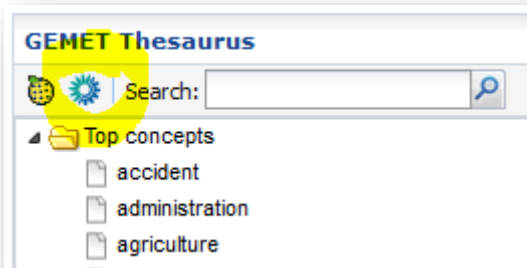 GEMET Thesaurus
Search:
Top concepts
accident
administration
agriculture